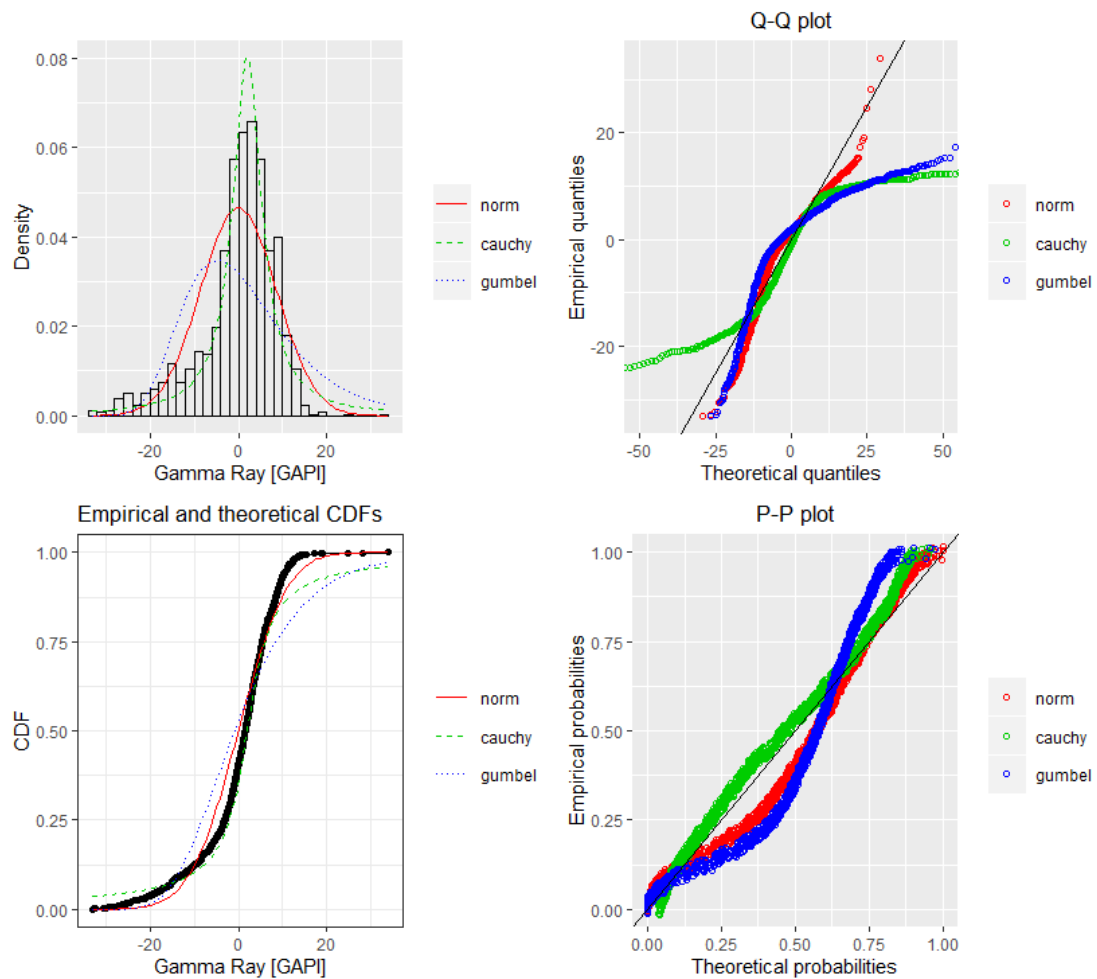 0.08
0.06
0.04
0.02
0.00
Density
-20
0
20
Gamma Ray [GAPI]
norm
cauchy
gumbel
Q-Q plot
20
0
-20
Empirical quantiles
-50
-25
0
25
50
Theoretical quantiles
norm
cauchy
gumbel
Empirical and theoretical CDFs
1.00
0.75
0.50
0.25
0.00
CDF
-20
0
20
Gamma Ray [GAPI]
norm
cauchy
gumbel
P-P plot
1.00
0.75
0.50
0.25
0.00
Empirical probabilities
0.00
0.25
0.50
0.75
1.00
Theoretical probabilities
norm
cauchy
gumbel